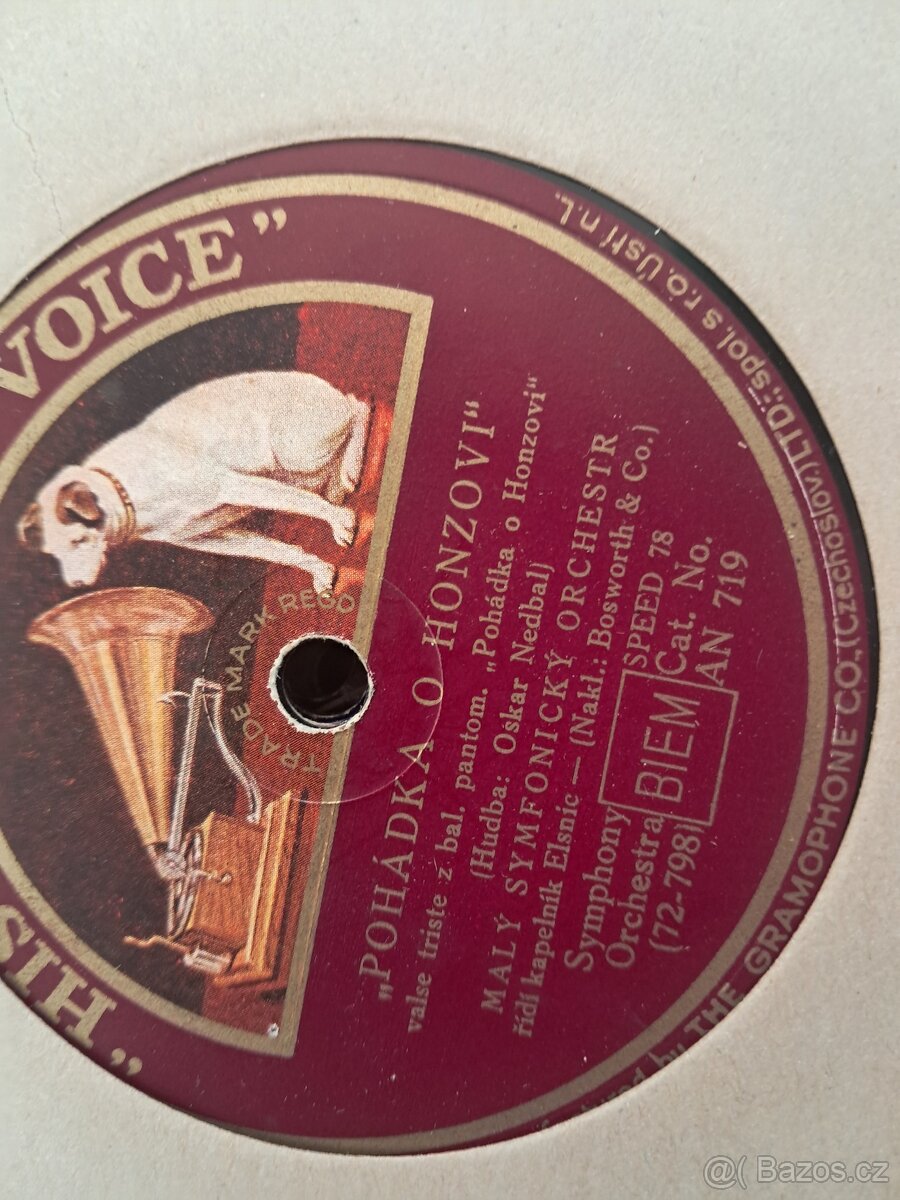 "HIS
VOICE"
TRADE MARK REGD
„POHÁDKA O HONZOVI"
valse triste z bal. pantom. „Pohádka o Honzovi"
(Hudba: Oskar Nedbal)
MALÝ SYMFONICKÝ ORCHESTR
řídí kapelník Elsnic — (Nakl.: Bosworth & Co.)
Symphony
Orchestra
(72-798)
BIEM
SPEED 78
Cat. No.
AN 719
by THE GRAMOPHONE CO., (Czechoslov.) LTD.: spol. s r. o. Ústí n. L.
@( Bazos.cz